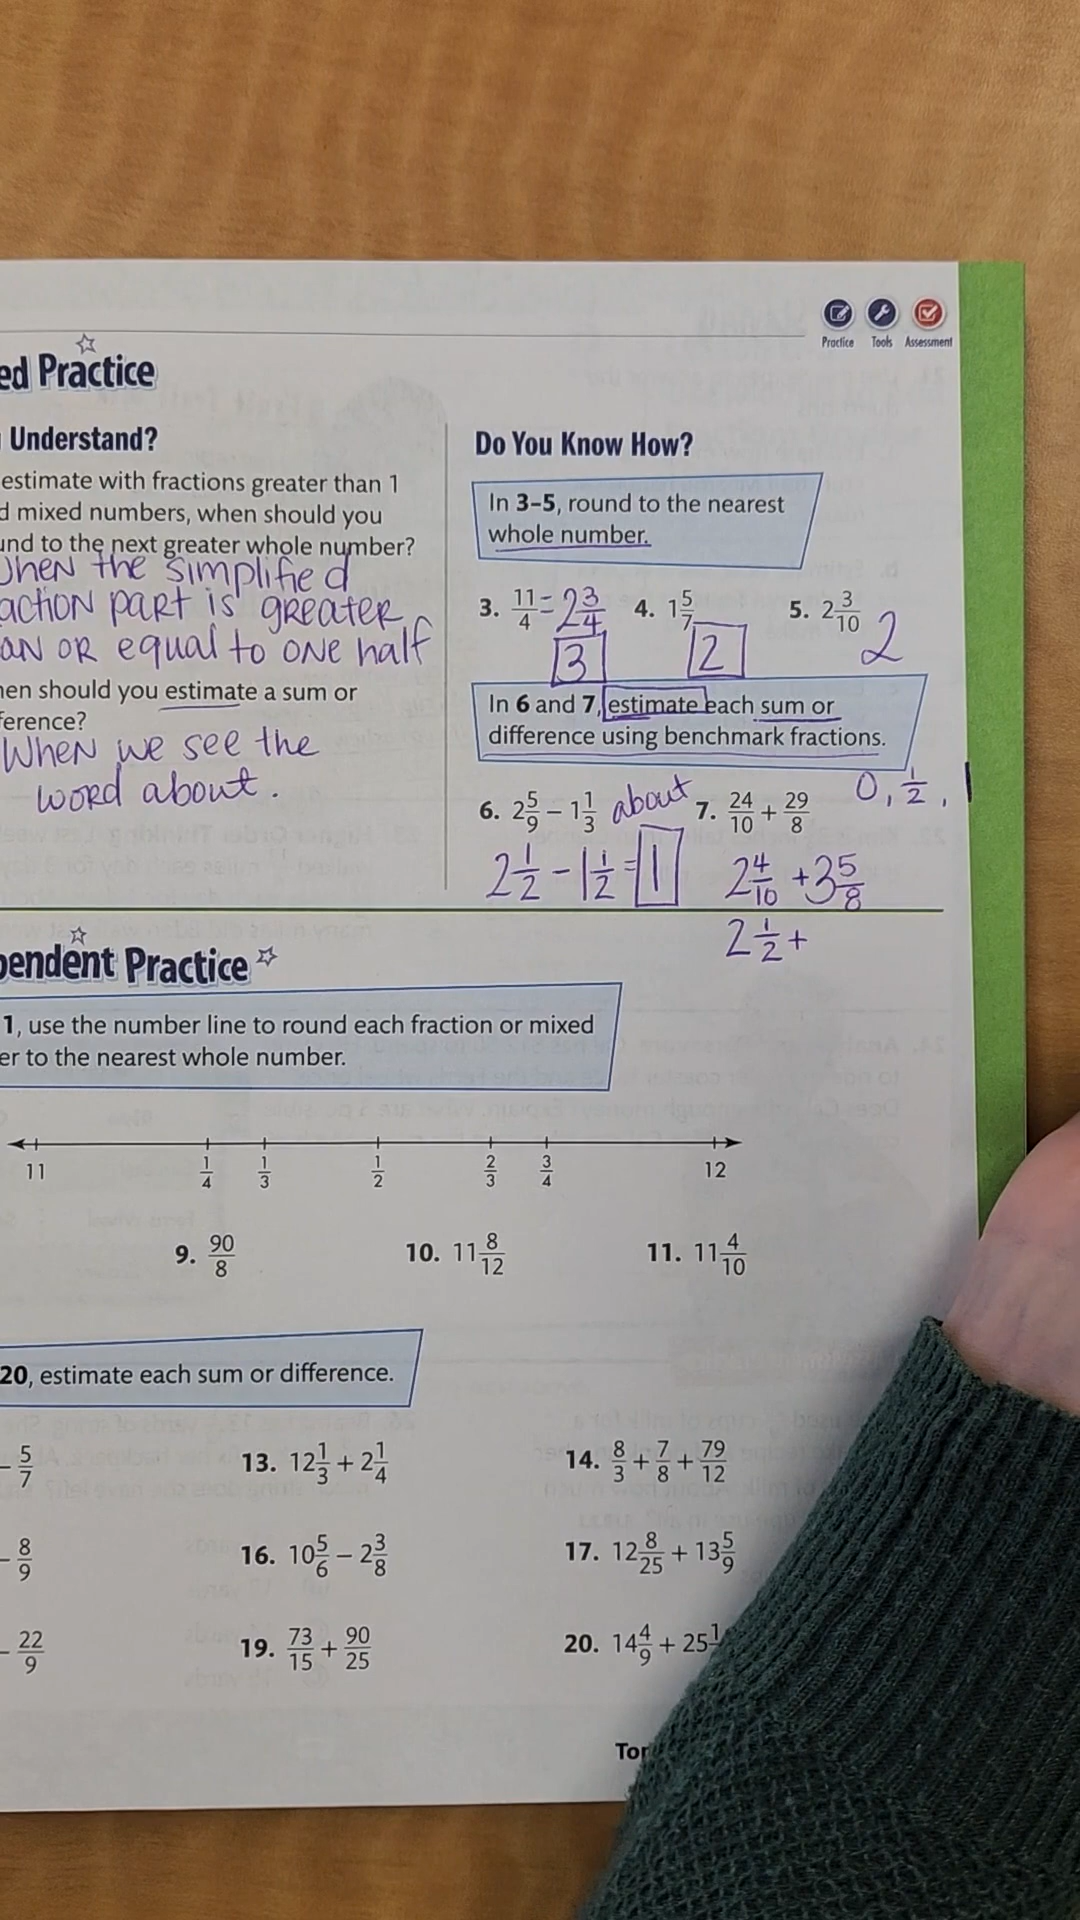 Practice Tools Assessment
ed Practice
Understand?
estimate with fractions greater than 1
d mixed numbers, when should you
und to the next greater whole number?
When the simplified
action part is greater
an OR equal to one half
hen should you estimate a sum or
ference?
When we see the
word about.
Do You Know How?
In 3–5, round to the nearest
whole number.
3. 11/4 = 2 3/4 4. 1 5/7 5. 2 3/10
3 2 2
In 6 and 7, estimate each sum or
difference using benchmark fractions.
0, 1/2, 1
6. 2 5/9 − 1 1/3 about 7. 24/10 + 29/8
2 1/2 − 1 1/2 = 1 2 4/10 + 3 5/8
2 1/2 +
pendent Practice
1, use the number line to round each fraction or mixed
er to the nearest whole number.
11 1/4 1/3 1/2 2/3 3/4 12
9. 90/8 10. 11 8/12 11. 11 4/10
20, estimate each sum or difference.
− 5/7 13. 12 1/3 + 2 1/4 14. 8/3 + 7/8 + 79/12
− 8/9 16. 10 5/6 − 2 3/8 17. 12 8/25 + 13 5/9
− 22/9 19. 73/15 + 90/25 20. 14 4/9 + 25